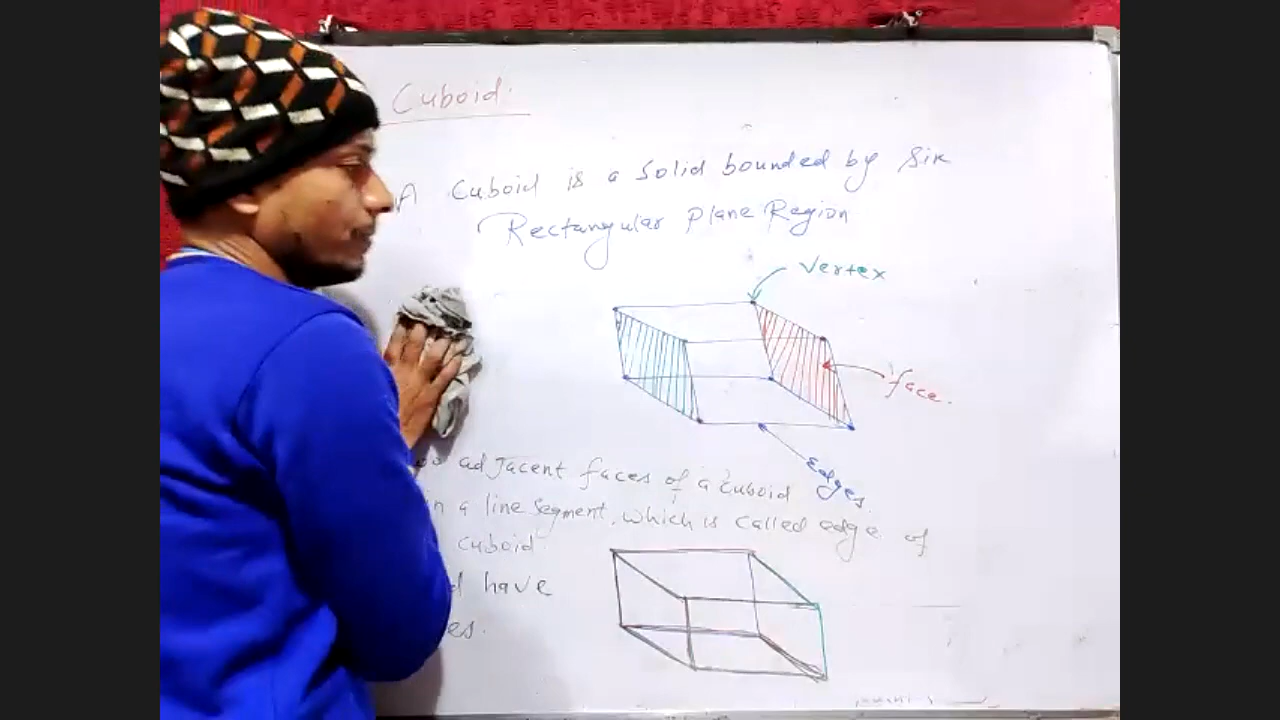 Cuboid.
A Cuboid is a solid bounded by six
Rectangular plane Region
Vertex
face.
Edges.
adjacent faces of a cuboid
in a line segment, which is called edge of
cuboid.
have